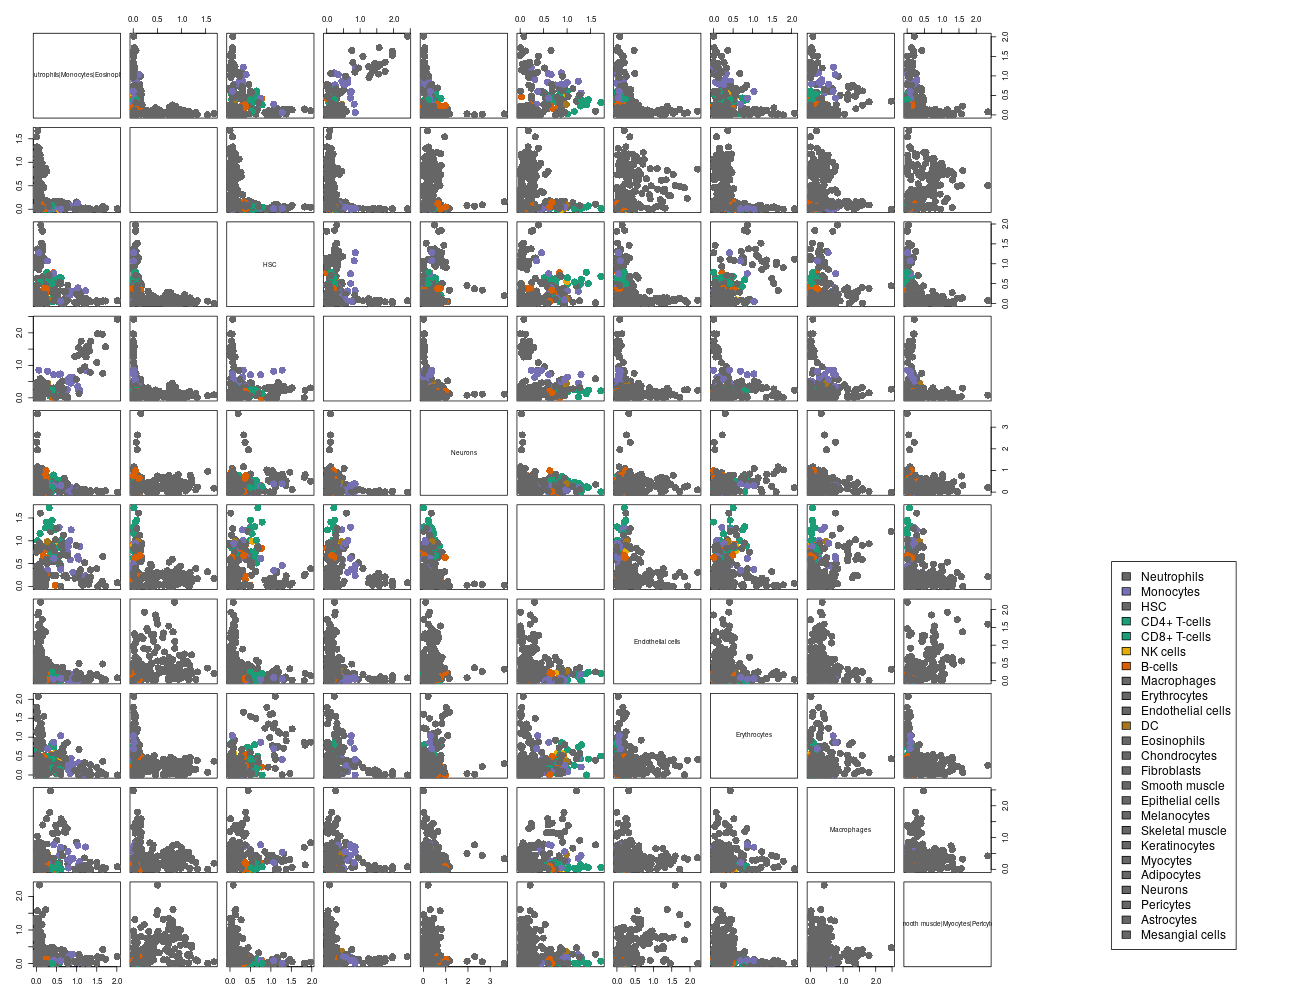 0.0 1.0 1.5
0.0 1.0 2.0
0.0 0.5 1.0 1.5
0.0 0.5 1.0 1.5 2.0
0.0 0.5 1.0 1.5 2.0
utrophils|Monocytes|Eosinopl
0.0 0.5 1.0 1.5 2.0
0.0 0.5 1.0 1.5
HSC
0.0 0.5 1.0 1.5 2.0
0.0 1.0 2.0
Neurons
0 1 2 3
0.0 0.5 1.0 1.5
Endothelial cells
0.0 0.5 1.0 1.5 2.0
0.0 0.5 1.0 1.5 2.0
Erythrocytes
Macrophages
0.0 1.0 2.0
0.0 1.0 2.0
nooth muscle|Myocytes|Pericyt
0.0 0.5 1.0 1.5 2.0
0.0 0.5 1.0 1.5 2.0
0 1 2 3
0.0 0.5 1.0 1.5 2.0
0.0 1.0 2.0
Neutrophils
Monocytes
HSC
CD4+ T-cells
CD8+ T-cells
NK cells
B-cells
Macrophages
Erythrocytes
Endothelial cells
DC
Eosinophils
Chondrocytes
Fibroblasts
Smooth muscle
Epithelial cells
Melanocytes
Skeletal muscle
Keratinocytes
Myocytes
Adipocytes
Neurons
Pericytes
Astrocytes
Mesangial cells